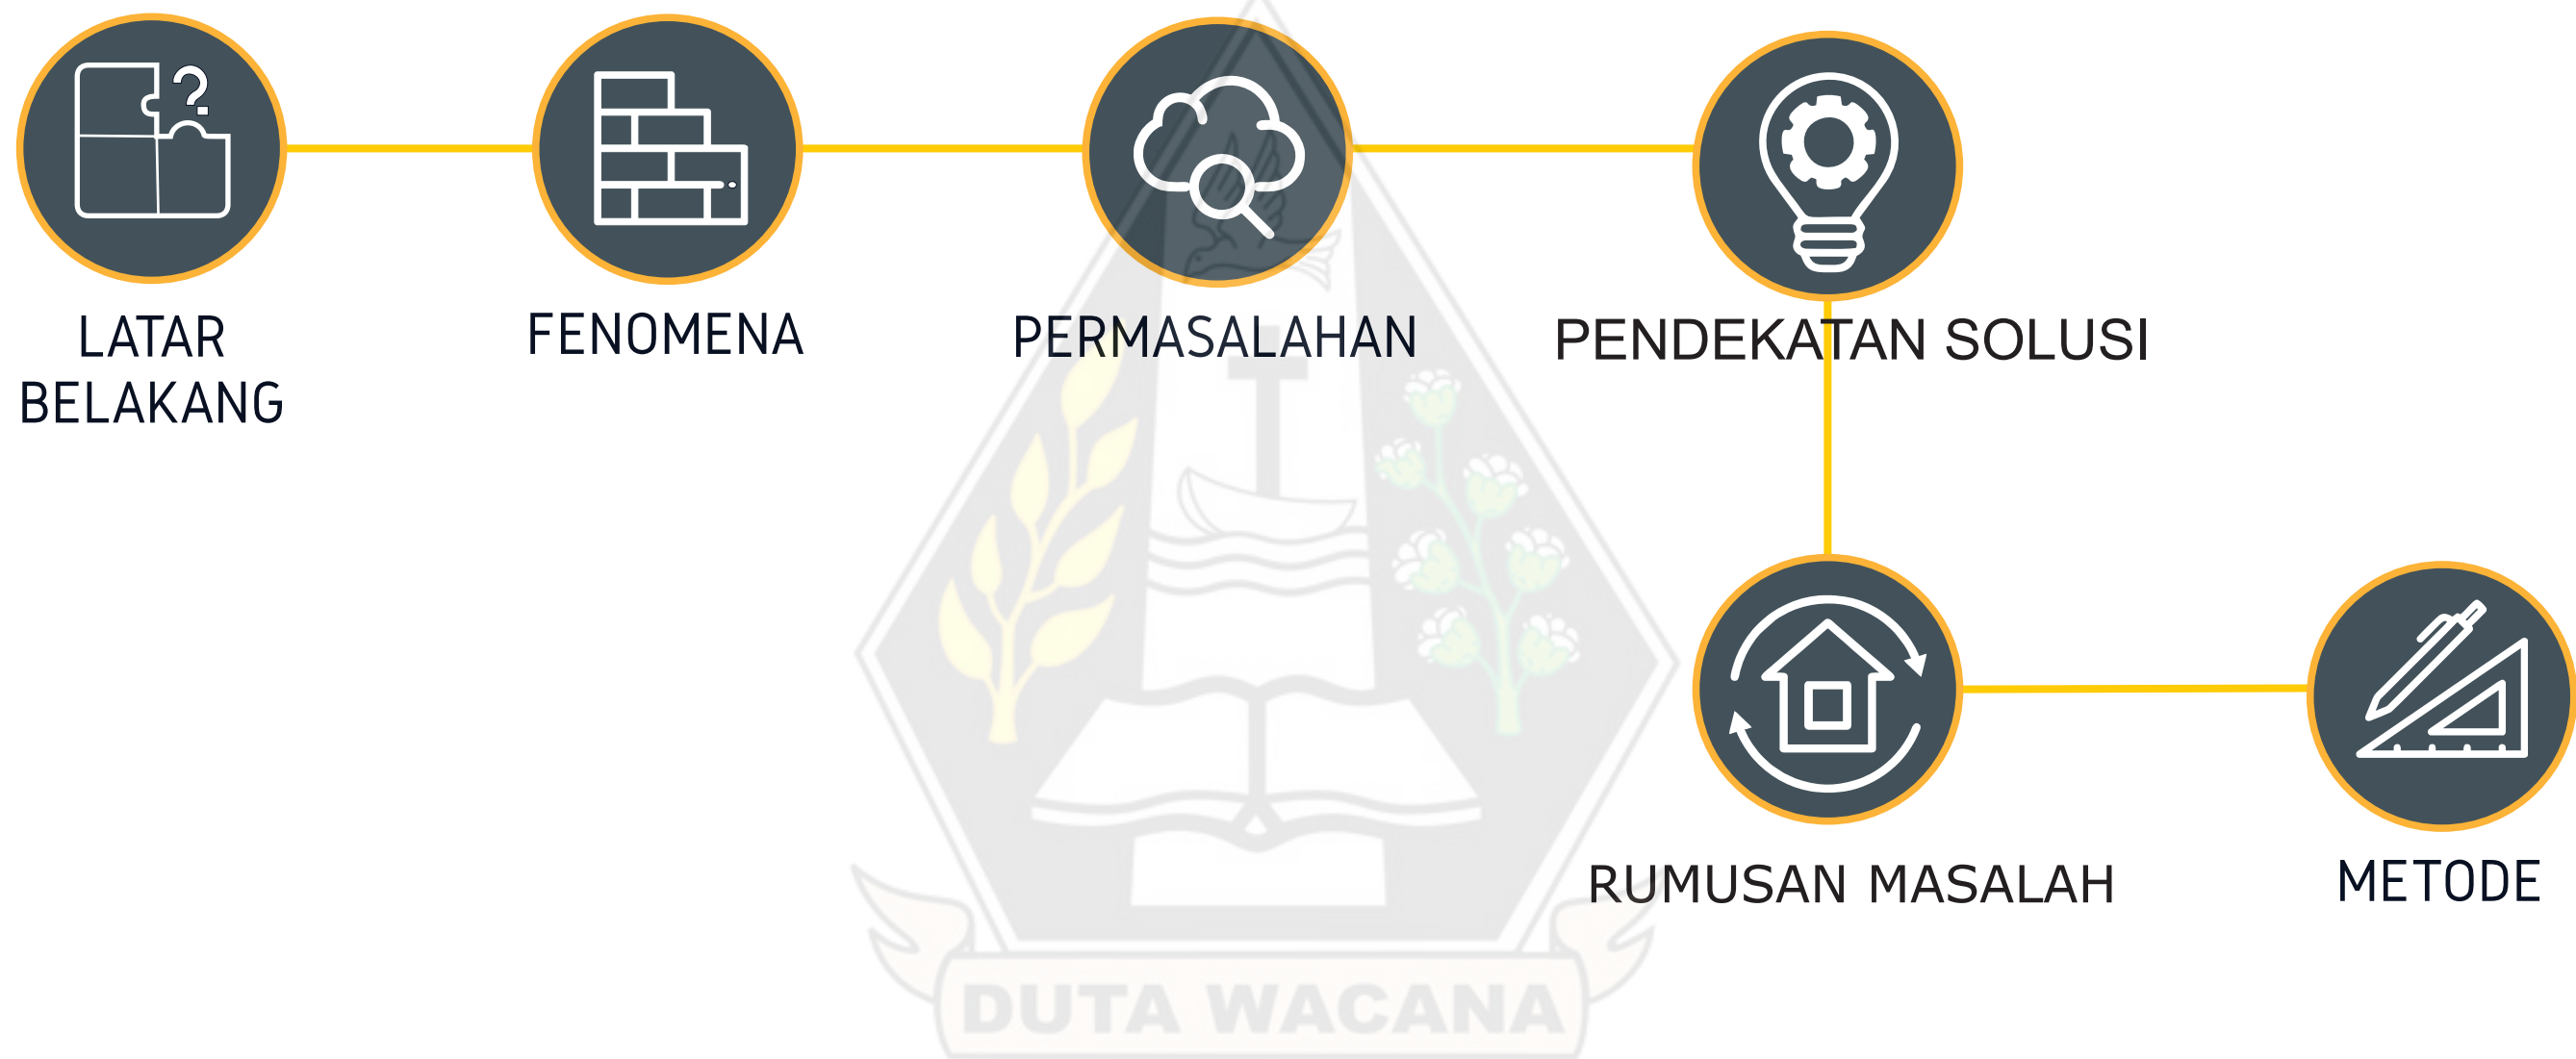 LATAR
BELAKANG
FENOMENA
PERMASALAHAN
PENDEKATAN SOLUSI
RUMUSAN MASALAH
METODE
DUTA WACANA